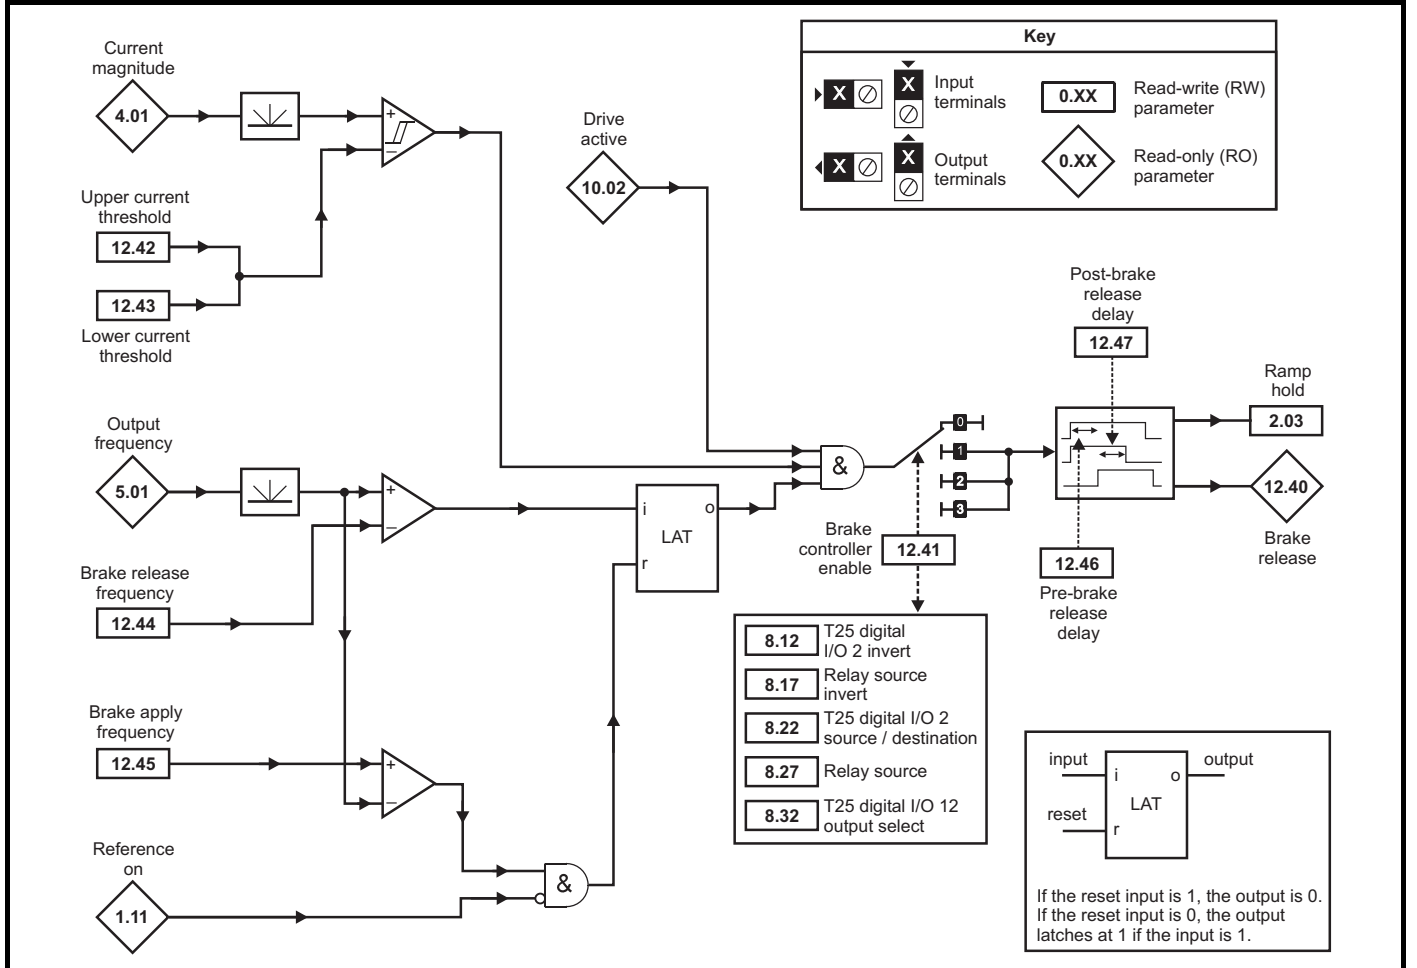 Current
magnitude
4.01
+
–
Upper current
threshold
12.42
12.43
Lower current
threshold
Drive
active
10.02
Key
X
X
Input
terminals
0.XX
Read-write (RW)
parameter
X
X
Output
terminals
0.XX
Read-only (RO)
parameter
Output
frequency
5.01
+
–
Brake release
frequency
12.44
i
o
LAT
r
&
0
1
2
3
Brake
controller
enable
12.41
Post-brake
release
delay
12.47
12.46
Pre-brake
release
delay
Ramp
hold
2.03
12.40
Brake
release
8.12
T25 digital
I/O 2 invert
8.17
Relay source
invert
8.22
T25 digital I/O 2
source / destination
8.27
Relay source
8.32
T25 digital I/O 12
output select
Brake apply
frequency
12.45
+
–
Reference
on
1.11
&
input
i
o
output
LAT
reset
r
If the reset input is 1, the output is 0.
If the reset input is 0, the output
latches at 1 if the input is 1.